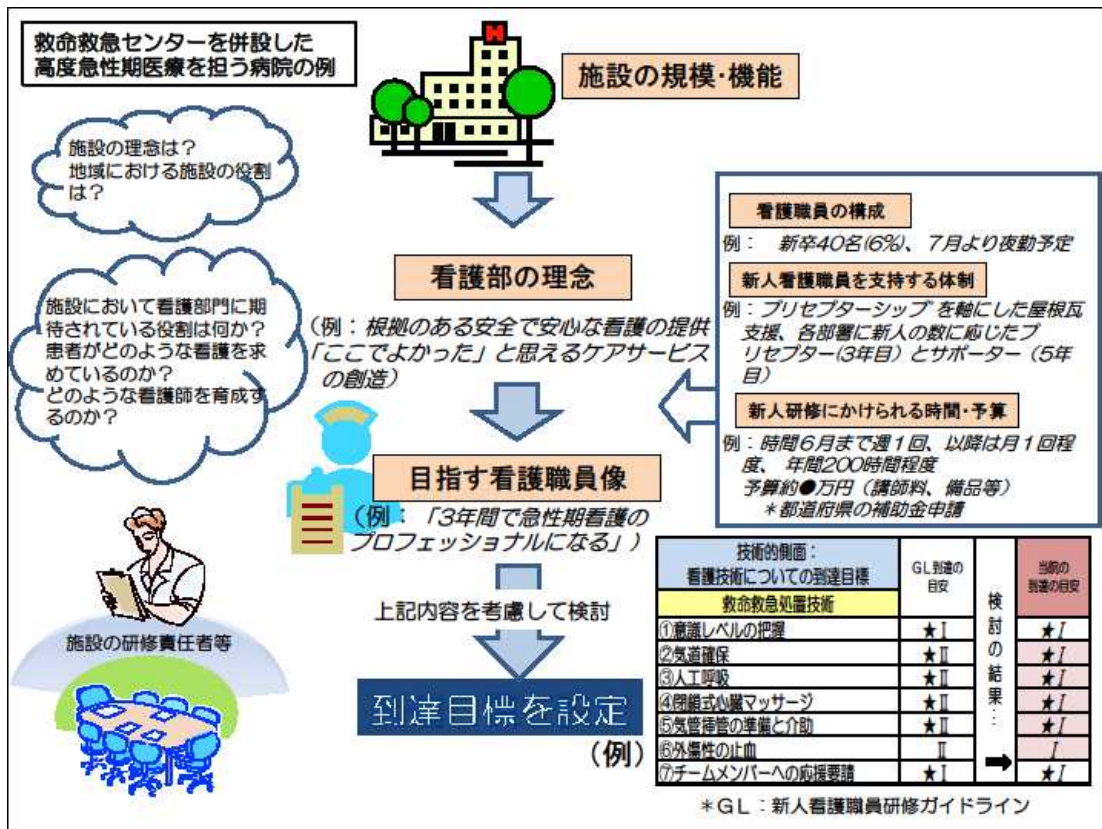 救命救急センターを併設した
高度急性期医療を担う病院の例
H
施設の規模・機能
施設の理念は？
地域における施設の役割
は？
看護部の理念
（例：根拠のある安全で安心な看護の提供
「ここでよかった」と思えるケアサービス
の創造）
施設において看護部門に期
待されている役割は何か？
患者がどのような看護を求
めているのか？
どのような看護師を育成す
るのか？
看護職員の構成
例：　新卒40名(6%)、7月より夜勤予定
新人看護職員を支持する体制
例：プリセプターシップを軸にした屋根瓦
支援、各部署に新人の数に応じたプ
リセプター(3年目)とサポーター（5年
目）
新人研修にかけられる時間・予算
例：時間6月まで週1回、以降は月1回程
度、年間200時間程度
予算約●万円（講師料、備品等）
＊都道府県の補助金申請
目指す看護職員像
（例：「3年間で急性期看護の
プロフェッショナルになる」）
上記内容を考慮して検討
施設の研修責任者等
到達目標を設定
（例）
技術的側面：
看護技術についての到達目標
救命救急処置技術
GL到達の
目安
検討の結果…
当院の
到達の目安
①意識レベルの把握 ★Ⅰ ★Ⅰ
②気道確保 ★Ⅱ ★Ⅰ
③人工呼吸 ★Ⅱ ★Ⅰ
④閉鎖式心臓マッサージ ★Ⅱ ★Ⅰ
⑤気管挿管の準備と介助 ★Ⅱ ★Ⅰ
⑥外傷性の止血 Ⅱ Ⅰ
⑦チームメンバーへの応援要請 ★Ⅰ ★Ⅰ
＊GL：新人看護職員研修ガイドライン